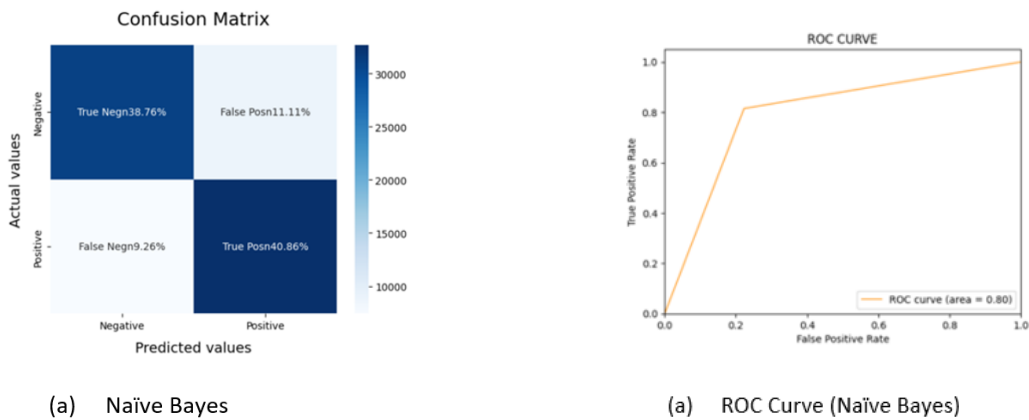 Confusion Matrix
True Negn38.76%
False Posn11.11%
False Negn9.26%
True Posn40.86%
Negative
Positive
Actual values
Negative
Positive
Predicted values
30000
25000
20000
15000
10000
(a) Naïve Bayes
ROC CURVE
1.0
0.8
0.6
0.4
0.2
0.0
True Positive Rate
ROC curve (area = 0.80)
0.0 0.2 0.4 0.6 0.8 1.0
False Positive Rate
(a) ROC Curve (Naïve Bayes)